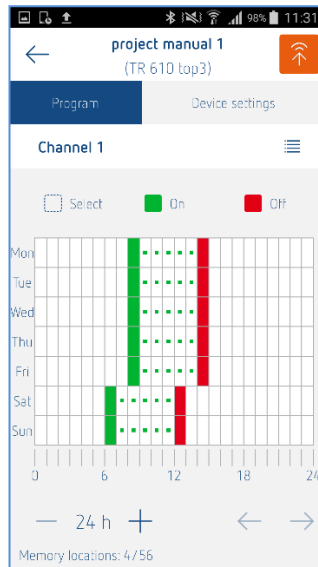 98% 11:31
project manual 1
(TR 610 top3)
Program Device settings
Channel 1
Select On Off
Mon
Tue
Wed
Thu
Fri
Sat
Sun
0 6 12 18 24
24 h
Memory locations: 4/56